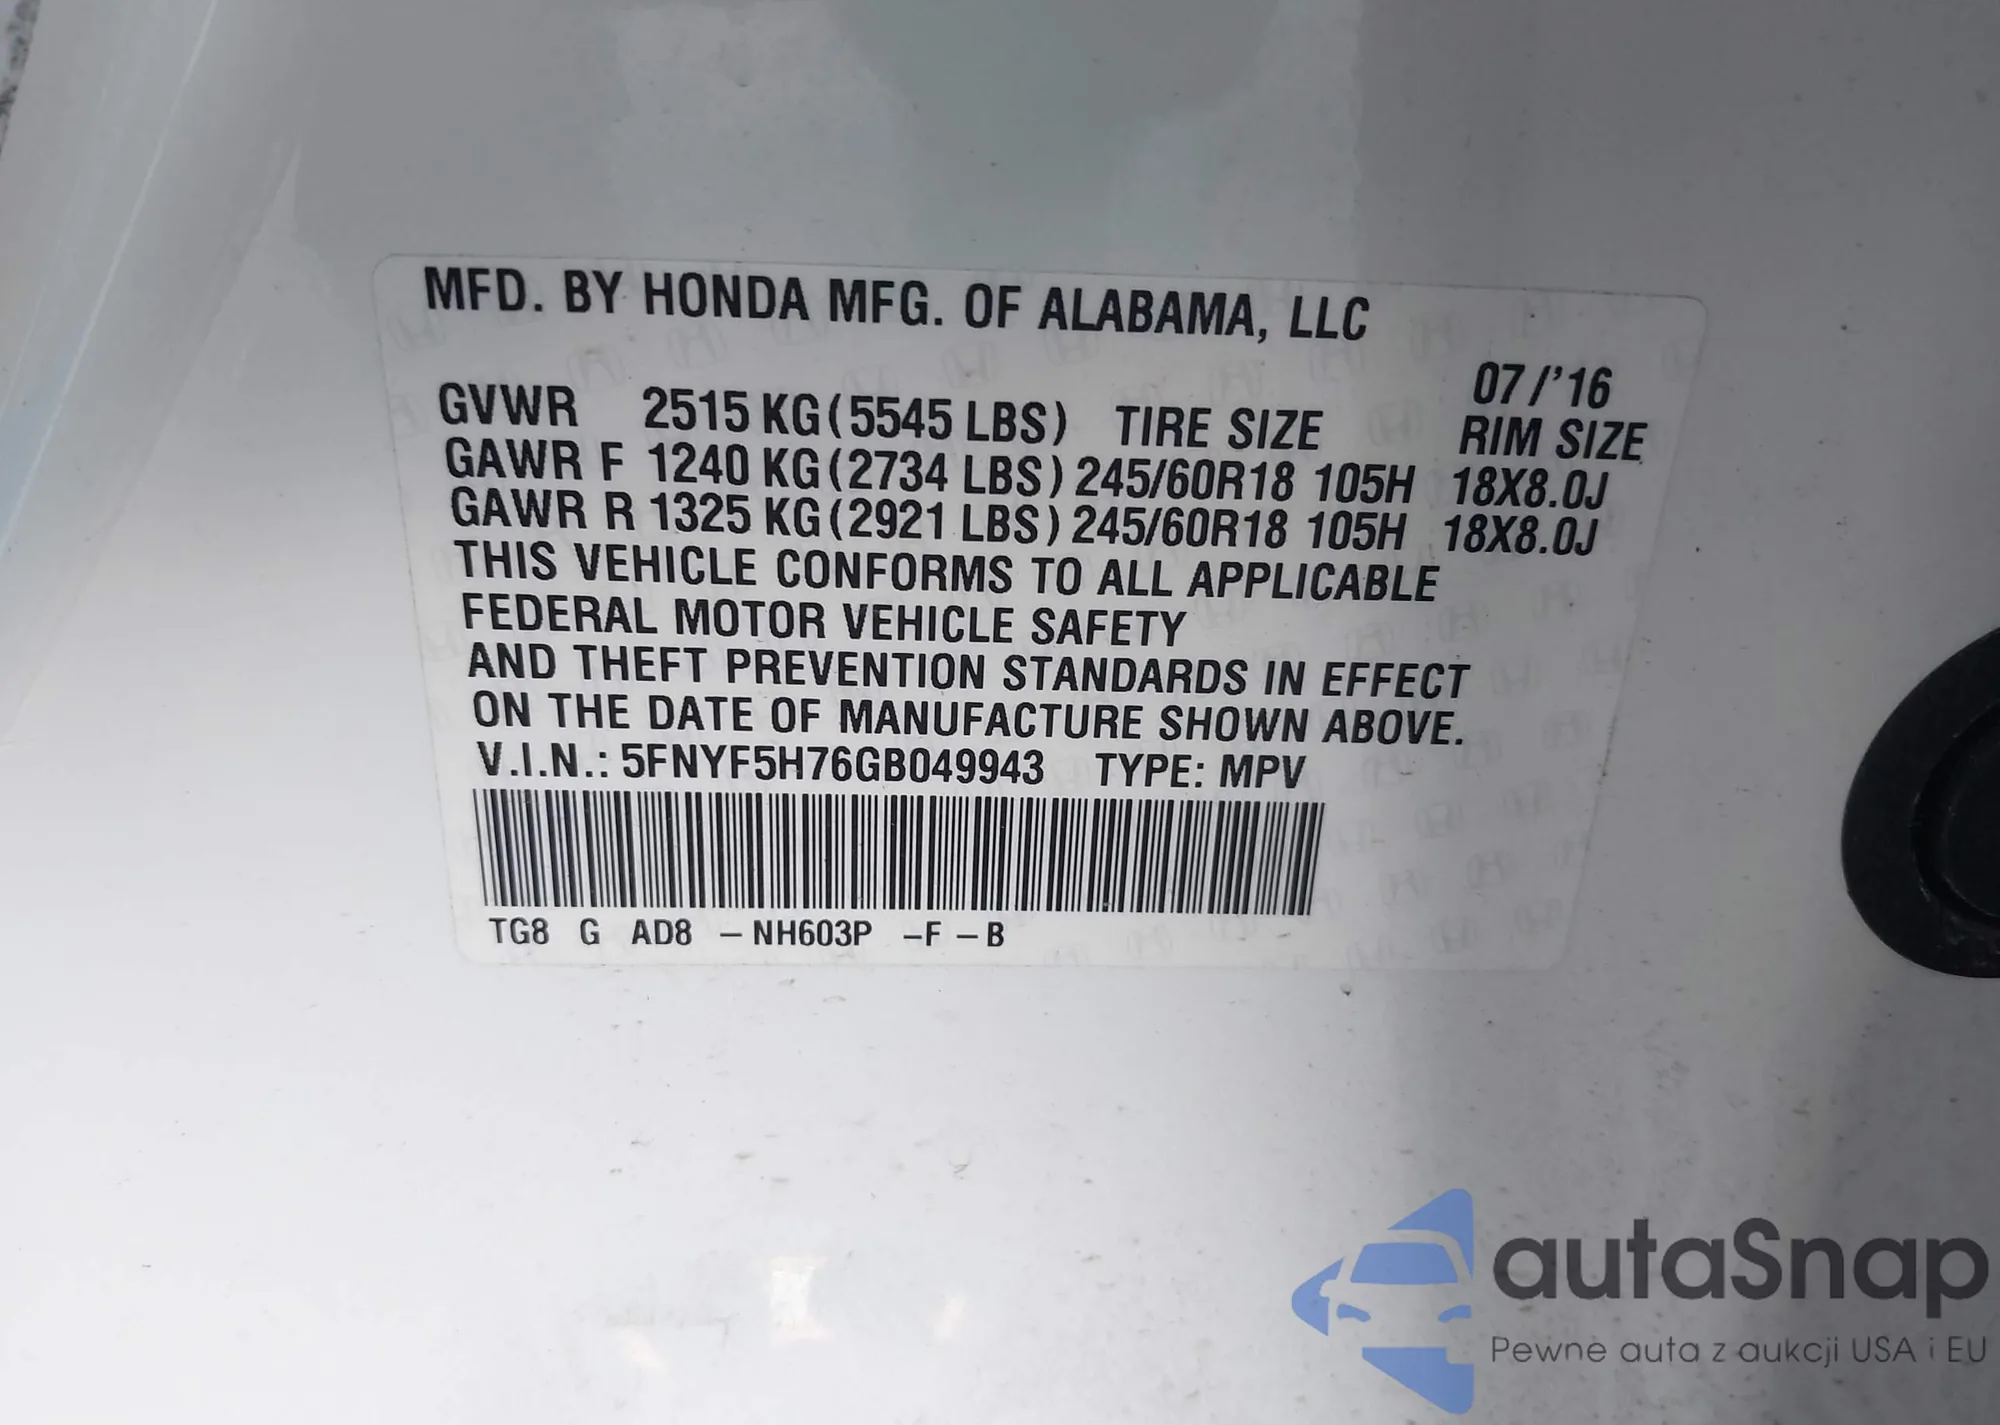 MFD. BY HONDA MFG. OF ALABAMA, LLC
07/'16
GVWR 2515 KG (5545 LBS) TIRE SIZE RIM SIZE
GAWR F 1240 KG (2734 LBS) 245/60R18 105H 18X8.0J
GAWR R 1325 KG (2921 LBS) 245/60R18 105H 18X8.0J
THIS VEHICLE CONFORMS TO ALL APPLICABLE
FEDERAL MOTOR VEHICLE SAFETY
AND THEFT PREVENTION STANDARDS IN EFFECT
ON THE DATE OF MANUFACTURE SHOWN ABOVE.
V.I.N.: 5FNYF5H76GB049943 TYPE: MPV
TG8 G AD8 -NH603P -F -B
autaSnap
Pewne auta z aukcji USA i EU